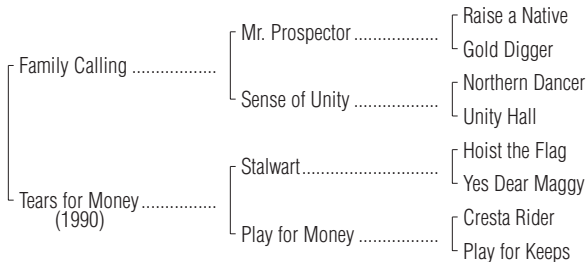 Raise a Native
Mr. Prospector ..................
Gold Digger
Family Calling ..................
Northern Dancer
Sense of Unity ..................
Unity Hall
Hoist the Flag
Stalwart.............................
Yes Dear Maggy
Tears for Money ................
(1990)
Cresta Rider
Play for Money .................
Play for Keeps